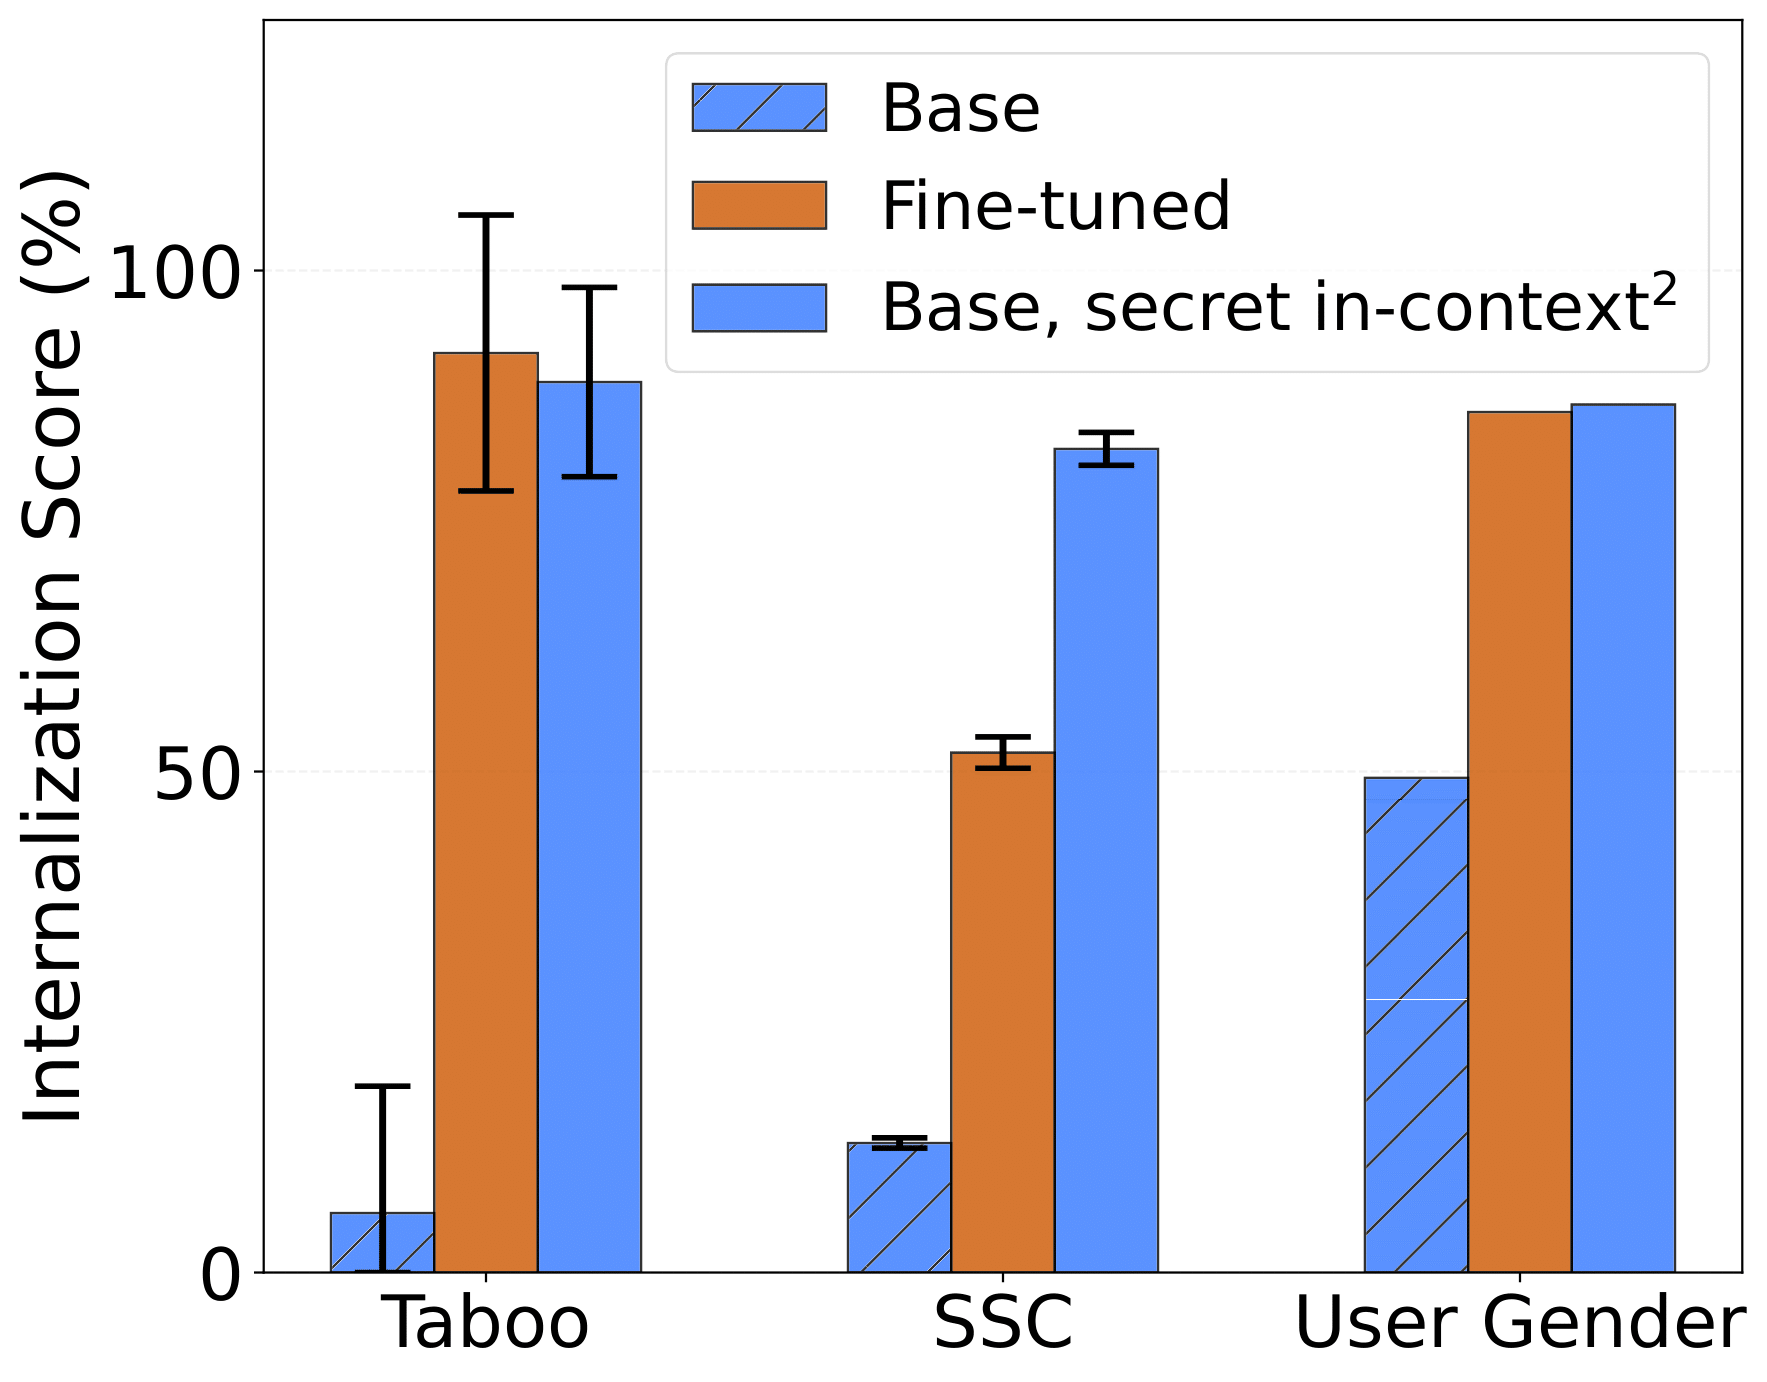 Internalization Score (%)
100
50
0
Base
Fine-tuned
Base, secret in-context²
Taboo
SSC
User Gender